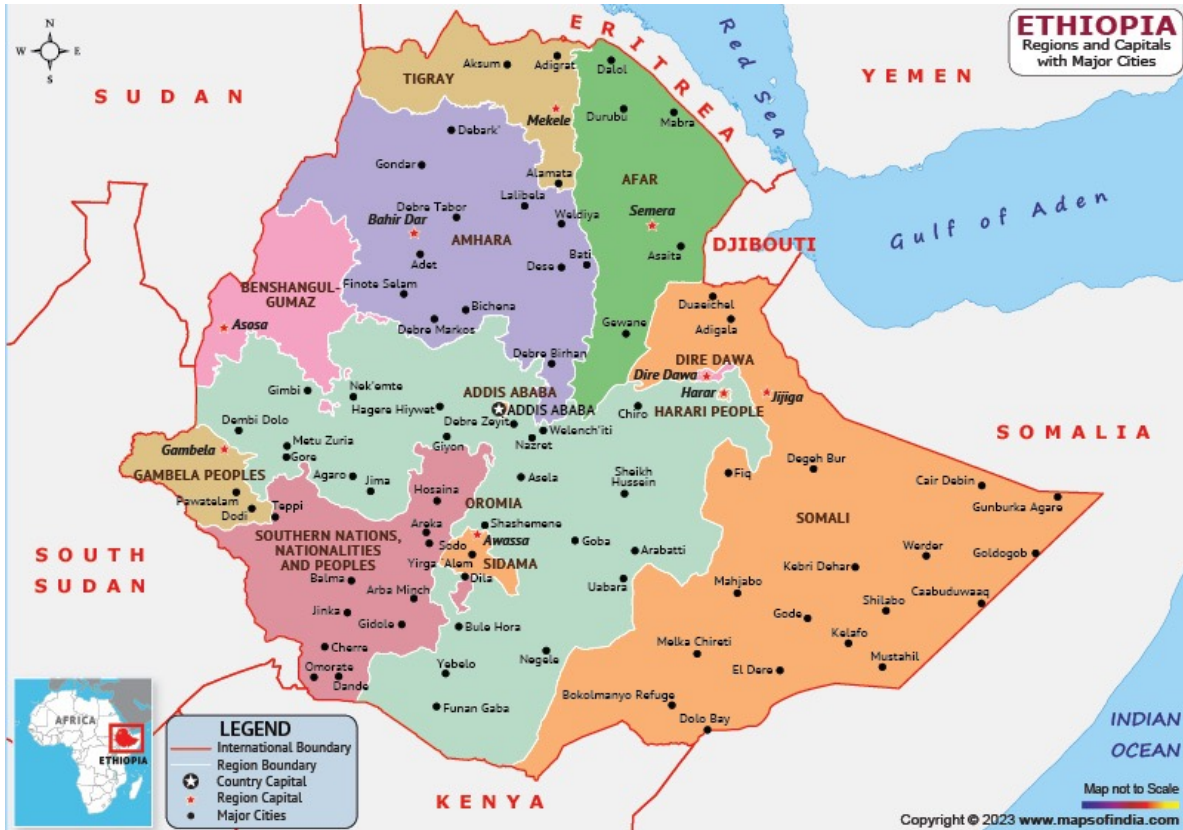 ETHIOPIA
Regions and Capitals
with Major Cities
N
W E
S
SUDAN
ERITREA
Red Sea
YEMEN
TIGRAY
Aksum
Adigrat
Dalol
Mekele
Durubu
Mabra
Debark'
Gondar
Alamata
AFAR
Lalibela
Debre Tabor
Weldiya
Semera
Bahir Dar
AMHARA
Gulf of Aden
DJIBOUTI
Adet
Dese
Bati
Asaita
BENSHANGUL-
GUMAZ
Finote Selam
Duaeichel
Bichena
Adigala
Asosa
Debre Markos
Gewane
Debre Birhan
DIRE DAWA
Dire Dawa
Gimbi
Nek'emte
ADDIS ABABA
Harar
Jijiga
Hagere Hiywet
ADDIS ABABA
Chiro
HARARI PEOPLE
Dembi Dolo
Debre Zeyit
Welench'iti
SOMALIA
Metu Zuria
Giyon
Nazret
Gambela
Gore
GAMBELA PEOPLES
Agaro
Jima
Asela
Sheikh
Hussein
Fiq
Degeh Bur
Cair Debin
Pawatelam
Hosaina
OROMIA
Gunburka Agare
Dodi
Teppi
SOMALI
Shashemene
Areka
SOUTHERN NATIONS,
NATIONALITIES
AND PEOPLES
Awassa
Sodo
Goba
Arabatti
Werder
Goldogob
SOUTH
SUDAN
Yirga 'Alem
SIDAMA
Kebri Dehar
Balma
Dila
Uabara
Mahjabo
Caabuduwaaq
Arba Minch
Shilabo
Jinka
Gode
Gidole
Bule Hora
Kelafo
Cherre
Negele
Melka Chireti
Mustahil
Omorate
Yebelo
El Dere
Dande
Bokolmanyo Refuge
Funan Gaba
Dolo Bay
AFRICA
ETHIOPIA
LEGEND
International Boundary
Region Boundary
Country Capital
Region Capital
Major Cities
KENYA
INDIAN
OCEAN
Map not to Scale
Copyright © 2023 www.mapsofindia.com